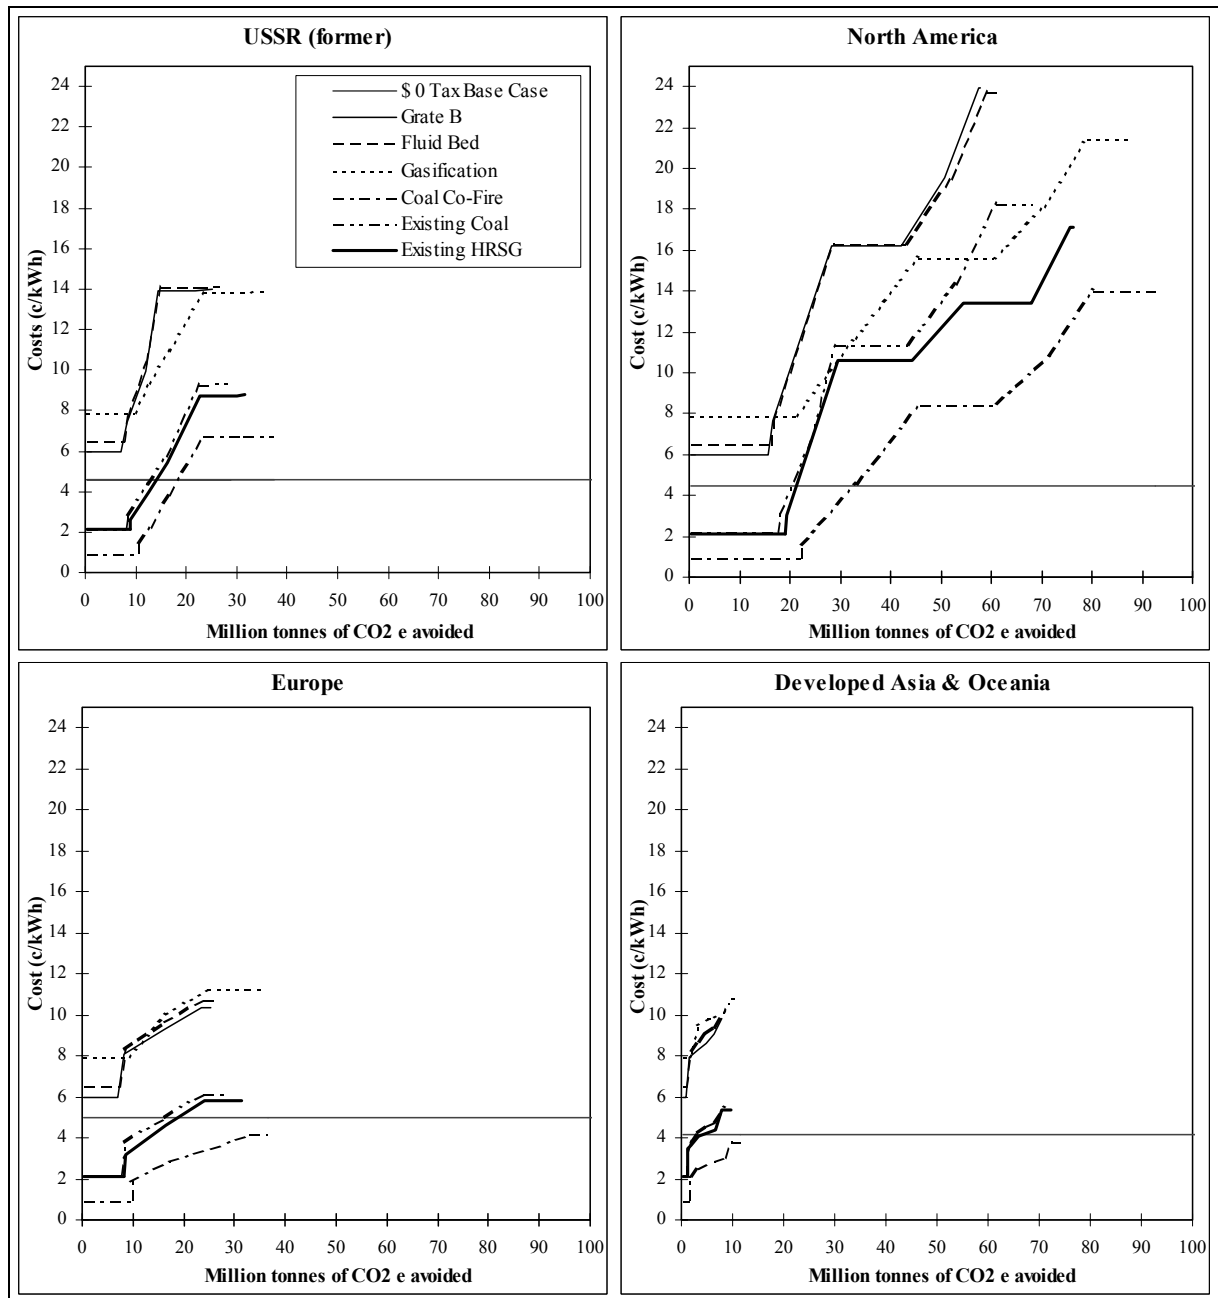 USSR (former)
24
22
20
18
16
14
12
10
8
6
4
2
0
Costs (c/kWh)
$ 0 Tax Base Case
Grate B
Fluid Bed
Gasification
Coal Co-Fire
Existing Coal
Existing HRSG
0 10 20 30 40 50 60 70 80 90 100
Million tonnes of CO2 e avoided
North America
24
22
20
18
16
14
12
10
8
6
4
2
0
Cost (c/kWh)
0 10 20 30 40 50 60 70 80 90 100
Million tonnes of CO2 e avoided
Europe
24
22
20
18
16
14
12
10
8
6
4
2
0
Cost (c/kWh)
0 10 20 30 40 50 60 70 80 90 100
Million tonnes of CO2 e avoided
Developed Asia & Oceania
24
22
20
18
16
14
12
10
8
6
4
2
0
Cost (c/kWh)
0 10 20 30 40 50 60 70 80 90 100
Million tonnes of CO2 e avoided